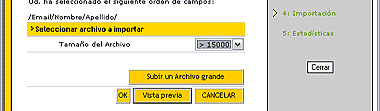 Ud. ha seleccionado el siguiente orden de campos:
/Email/Nombre/Apellido/
> Seleccionar archivo a importar
Tamaño del Archivo > 15000
Subir un Archivo grande
OK Vista previa CANCELAR
> 4: Importación
5: Estadísticas
Cerrar